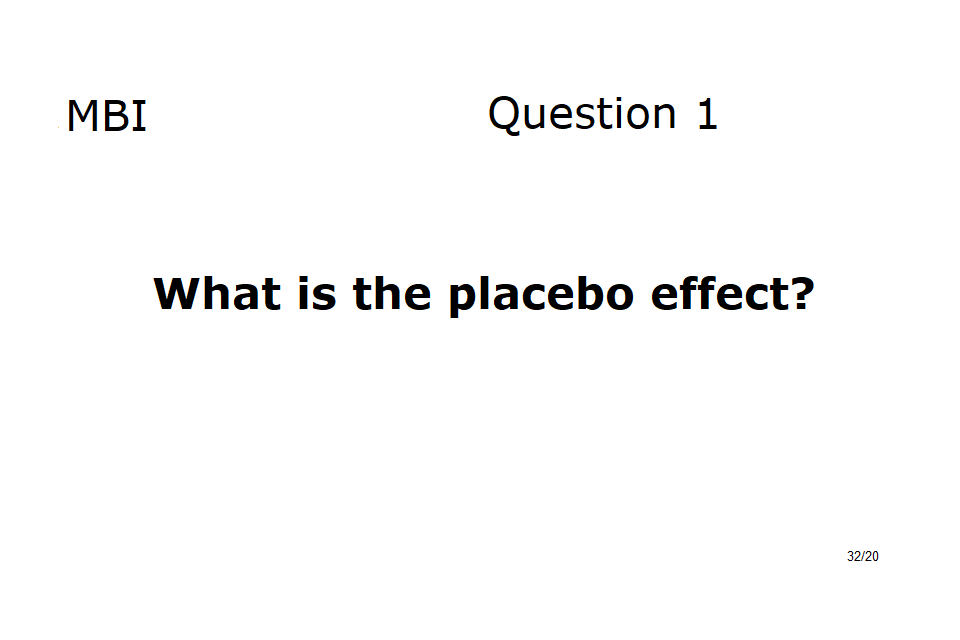 MBI Question 1
What is the placebo effect?
32/20